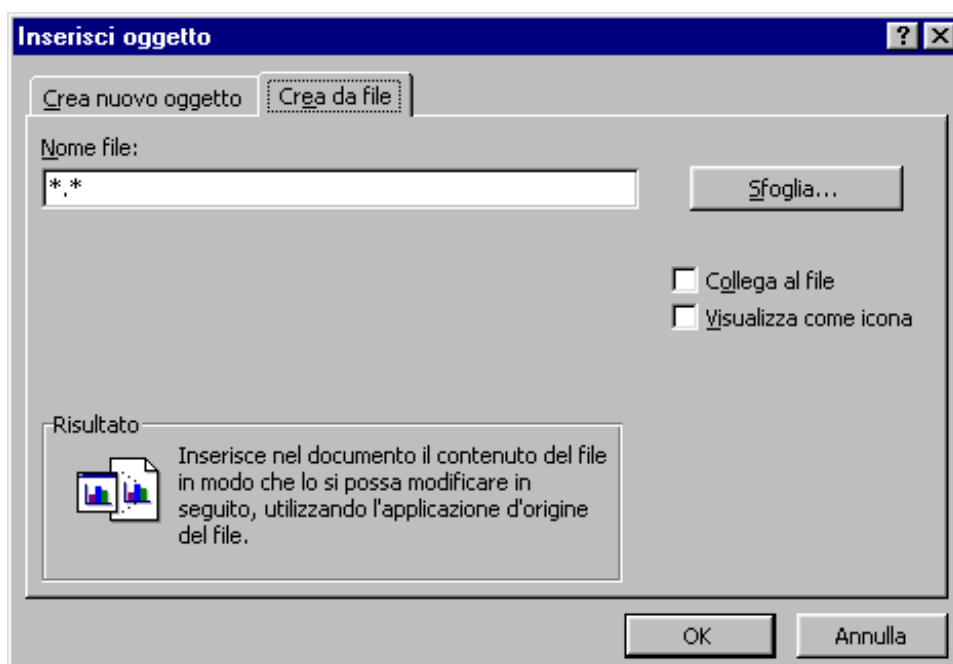 Inserisci oggetto
Crea nuovo oggetto
Crea da file
Nome file:
*.*
Sfoglia...
Collega al file
Visualizza come icona
Risultato
Inserisce nel documento il contenuto del file
in modo che lo si possa modificare in
seguito, utilizzando l'applicazione d'origine
del file.
OK
Annulla